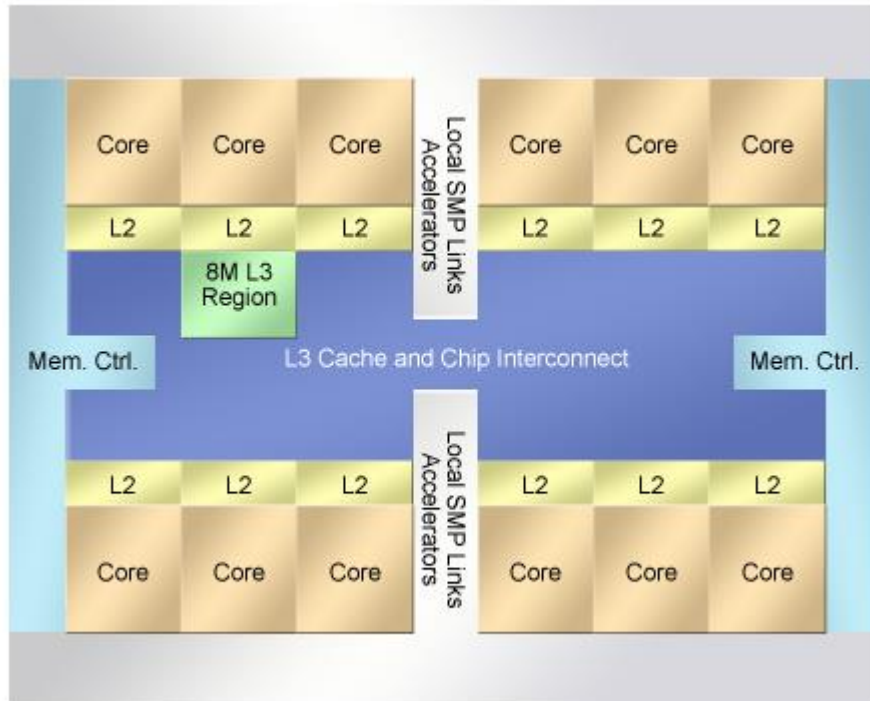 Core Core Core Core Core Core
Local SMP Links
Accelerators
L2 L2 L2 L2 L2 L2
8M L3
Region
Mem. Ctrl. L3 Cache and Chip Interconnect Mem. Ctrl.
L2 L2 L2 L2 L2 L2
Local SMP Links
Accelerators
Core Core Core Core Core Core